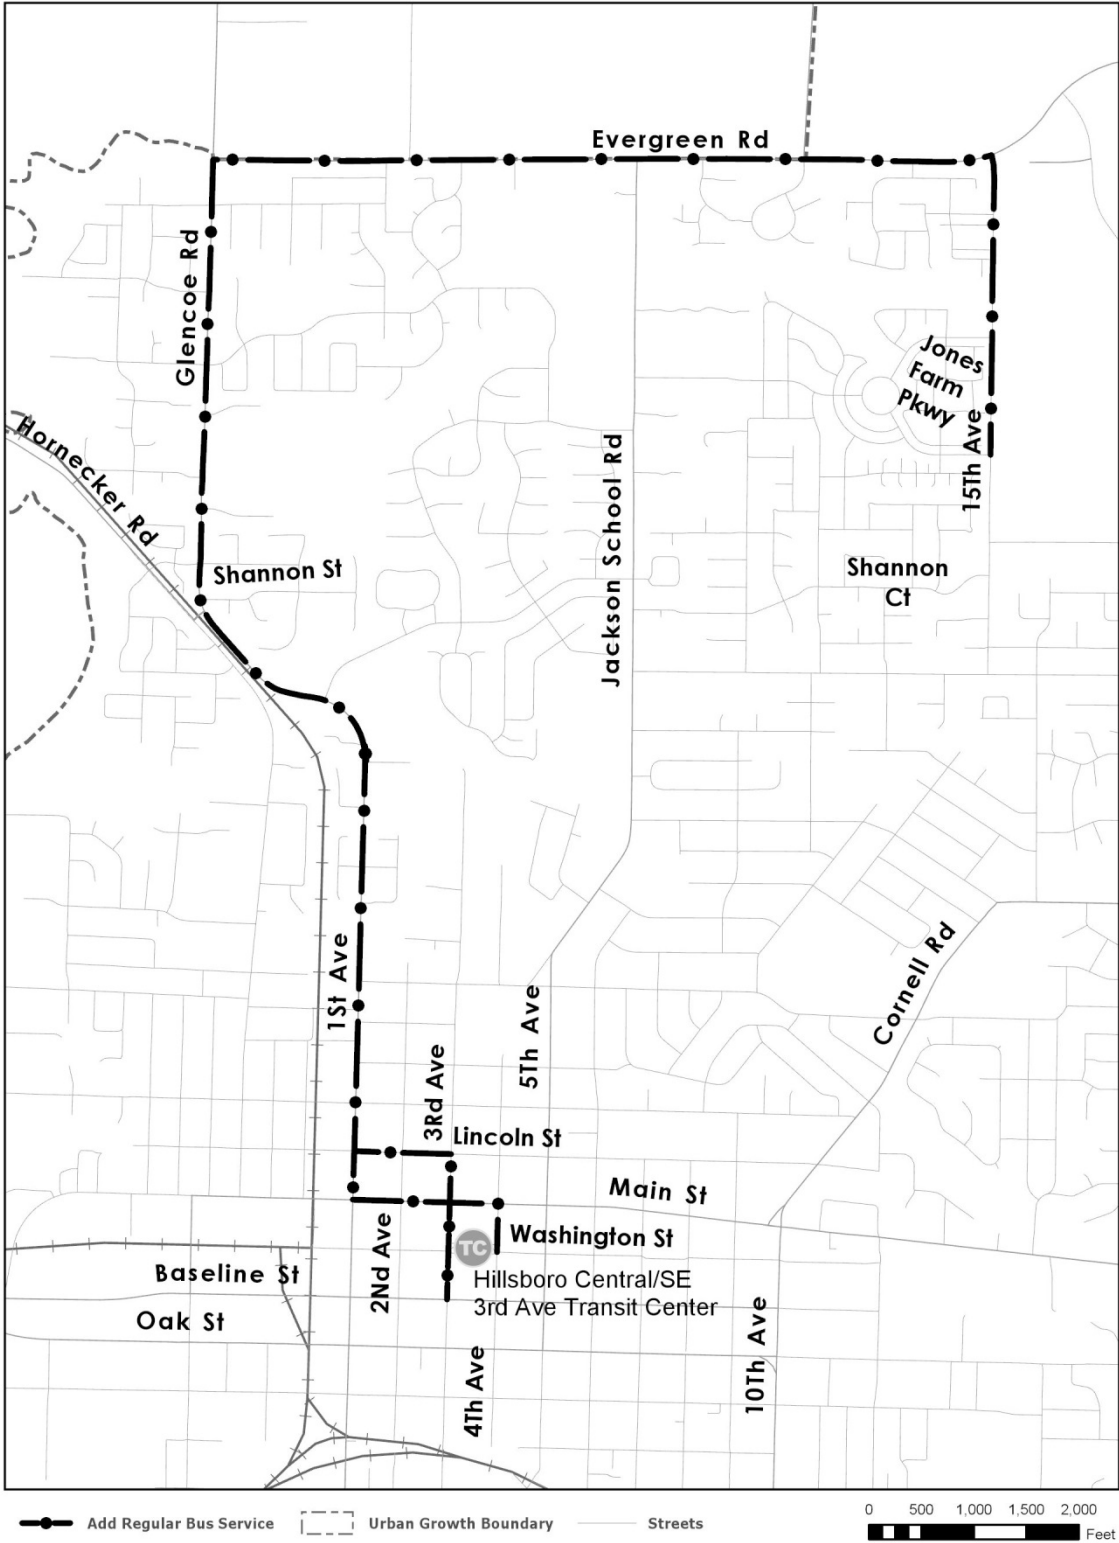 Evergreen Rd
Glencoe Rd
Jones
Farm
Pkwy
15Th Ave
Hornecker Rd
Jackson School Rd
Shannon St
Shannon
Ct
Cornell Rd
1St Ave
5Th Ave
3Rd Ave
Lincoln St
Main St
2Nd Ave
TC
Washington St
Baseline St
Hillsboro Central/SE
3rd Ave Transit Center
Oak St
10Th Ave
4Th Ave
Add Regular Bus Service
Urban Growth Boundary
Streets
0 500 1,000 1,500 2,000
Feet